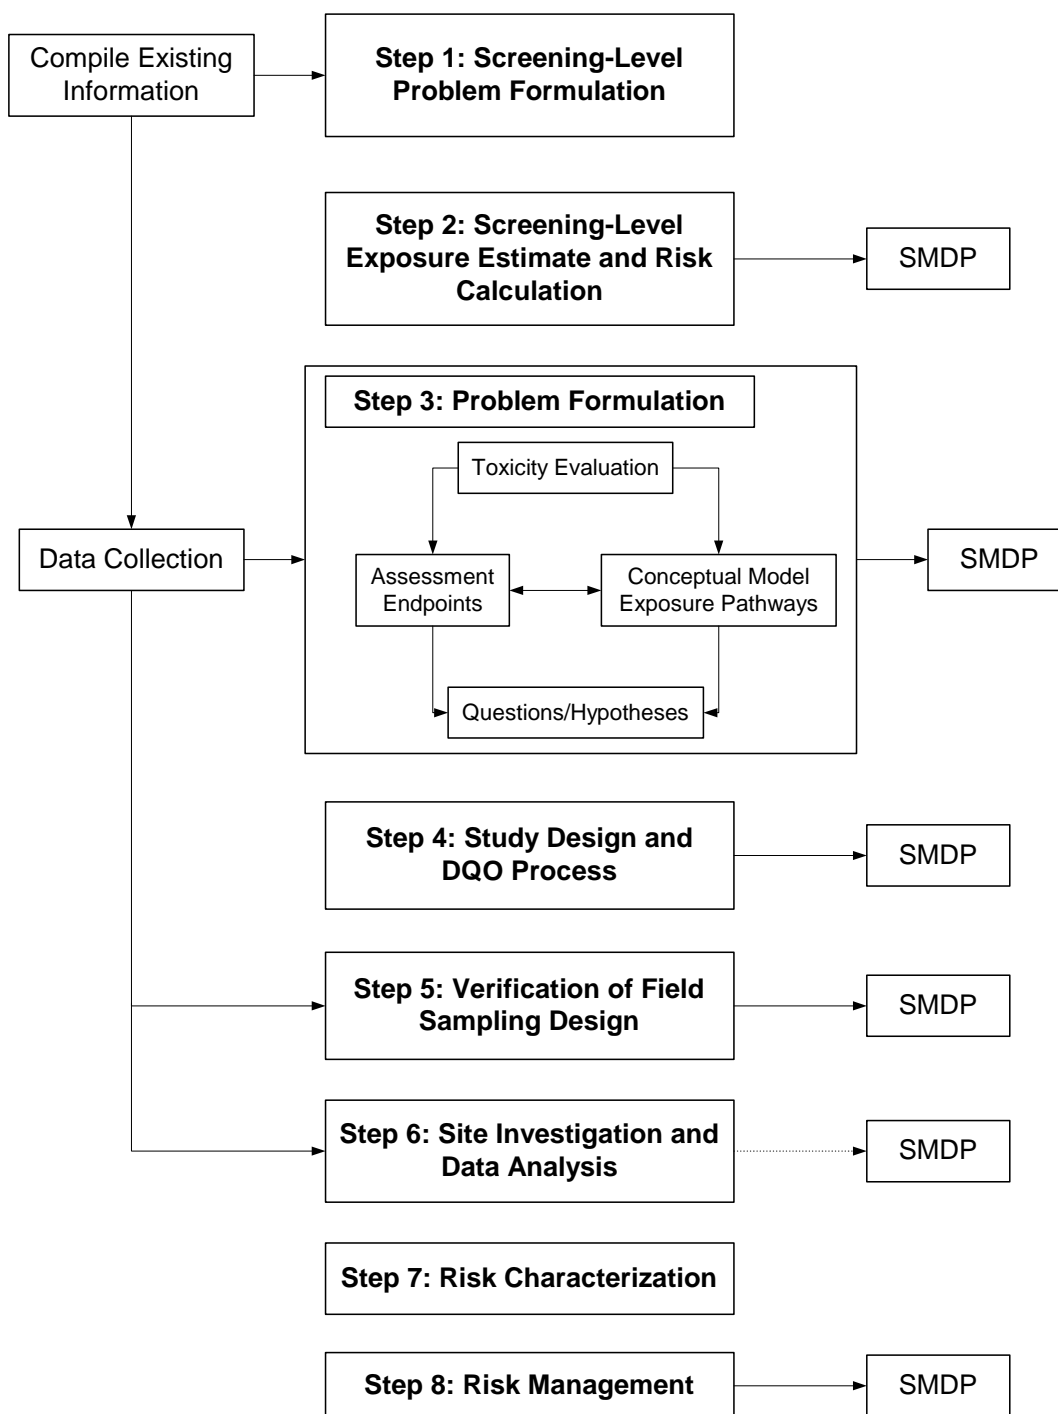 Compile Existing
Information
Step 1: Screening-Level
Problem Formulation
Step 2: Screening-Level
Exposure Estimate and Risk
Calculation
SMDP
Step 3: Problem Formulation
Toxicity Evaluation
Data Collection
Assessment
Endpoints
Conceptual Model
Exposure Pathways
SMDP
Questions/Hypotheses
Step 4: Study Design and
DQO Process
SMDP
Step 5: Verification of Field
Sampling Design
SMDP
Step 6: Site Investigation and
Data Analysis
SMDP
Step 7: Risk Characterization
Step 8: Risk Management
SMDP